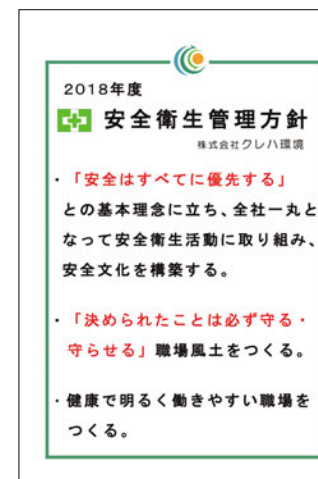 2018年度
安全衛生管理方針
株式会社クレハ環境
・「安全はすべてに優先する」
との基本理念に立ち、全社一丸と
なって安全衛生活動に取り組み、
安全文化を構築する。
・「決められたことは必ず守る・
守らせる」職場風土をつくる。
・健康で明るく働きやすい職場を
つくる。